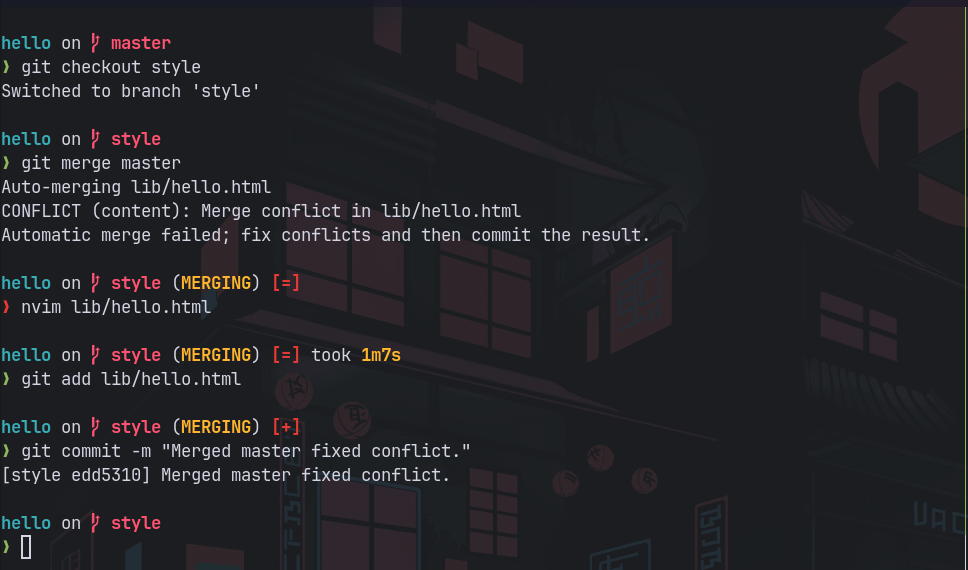 hello on master
❯ git checkout style
Switched to branch 'style'
hello on style
❯ git merge master
Auto-merging lib/hello.html
CONFLICT (content): Merge conflict in lib/hello.html
Automatic merge failed; fix conflicts and then commit the result.
hello on style (MERGING) [=]
❯ nvim lib/hello.html
hello on style (MERGING) [=] took 1m7s
❯ git add lib/hello.html
hello on style (MERGING) [+]
❯ git commit -m "Merged master fixed conflict."
[style edd5310] Merged master fixed conflict.
hello on style
❯